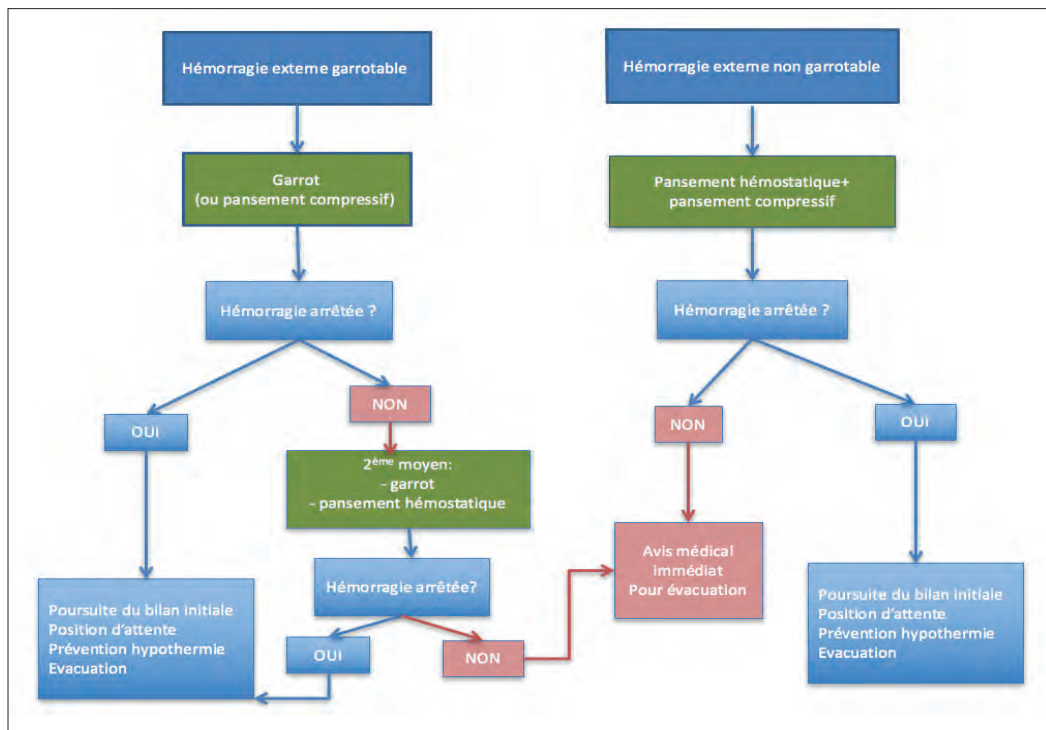 Hémorragie externe garrotable
Garrot
(ou pansement compressif)
Hémorragie arrêtée ?
OUI
NON
2ème moyen:
- garrot
- pansement hémostatique
Hémorragie arrêtée?
OUI
NON
Poursuite du bilan initiale
Position d'attente
Prévention hypothermie
Evacuation
Hémorragie externe non garrotable
Pansement hémostatique+
pansement compressif
Hémorragie arrêtée ?
NON
OUI
Avis médical
immédiat
Pour évacuation
Poursuite du bilan initiale
Position d'attente
Prévention hypothermie
Evacuation